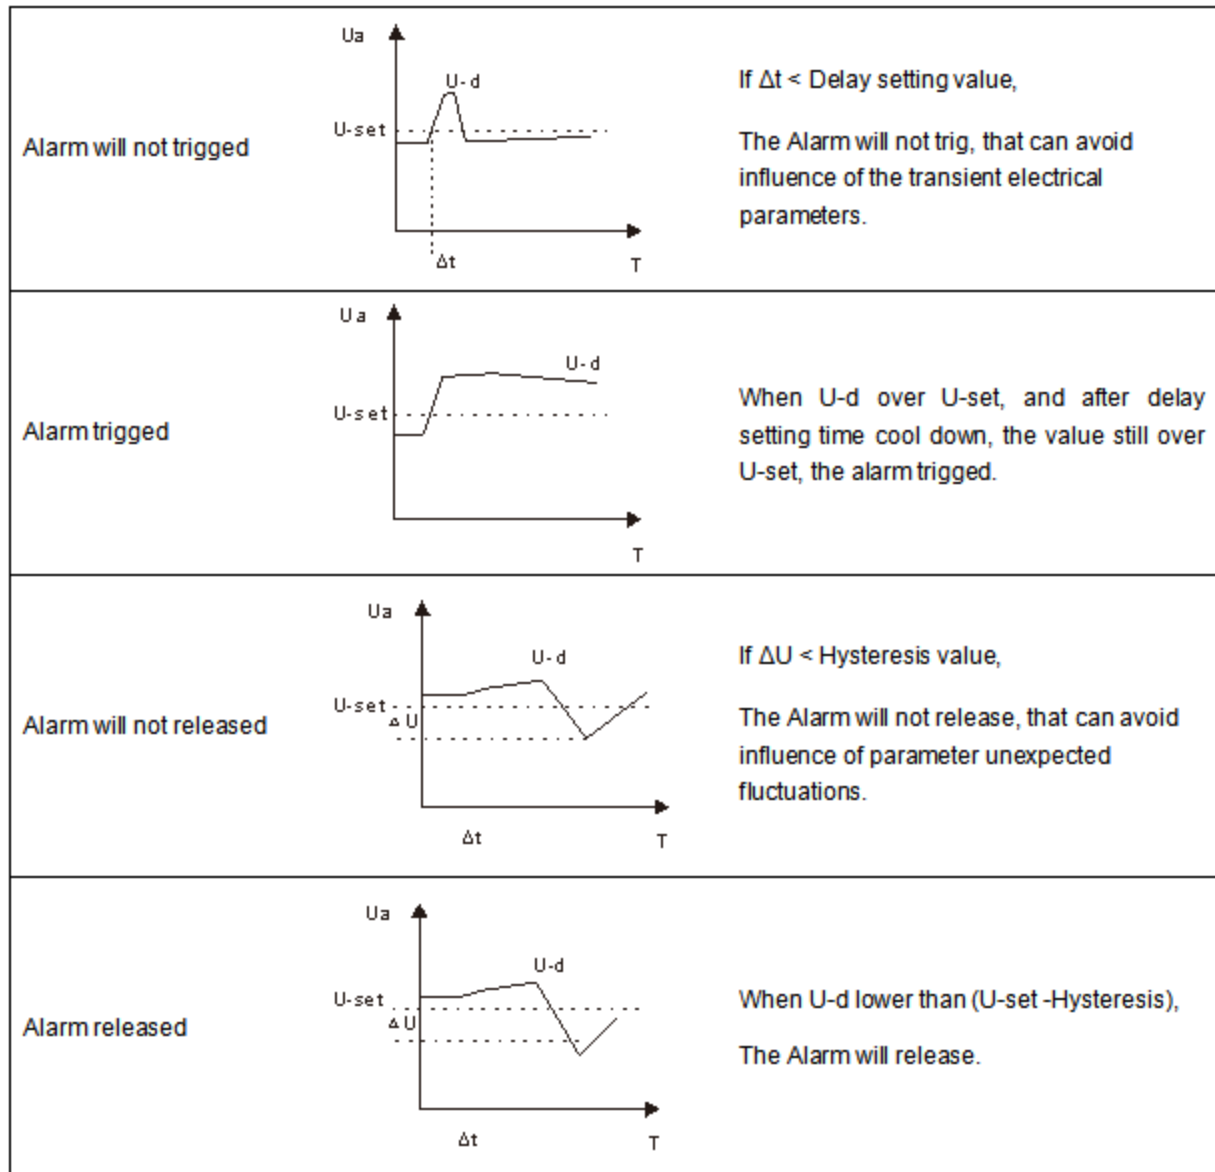 Alarm will not trigged
Ua
U-d
U-set
Δt
T
If Δt < Delay setting value,
The Alarm will not trig, that can avoid
influence of the transient electrical
parameters.
Alarm trigged
Ua
U-d
U-set
T
When U-d over U-set, and after delay
setting time cool down, the value still over
U-set, the alarm trigged.
Alarm will not released
Ua
U-d
U-set
ΔU
Δt
T
If ΔU < Hysteresis value,
The Alarm will not release, that can avoid
influence of parameter unexpected
fluctuations.
Alarm released
Ua
U-d
U-set
ΔU
Δt
T
When U-d lower than (U-set -Hysteresis),
The Alarm will release.